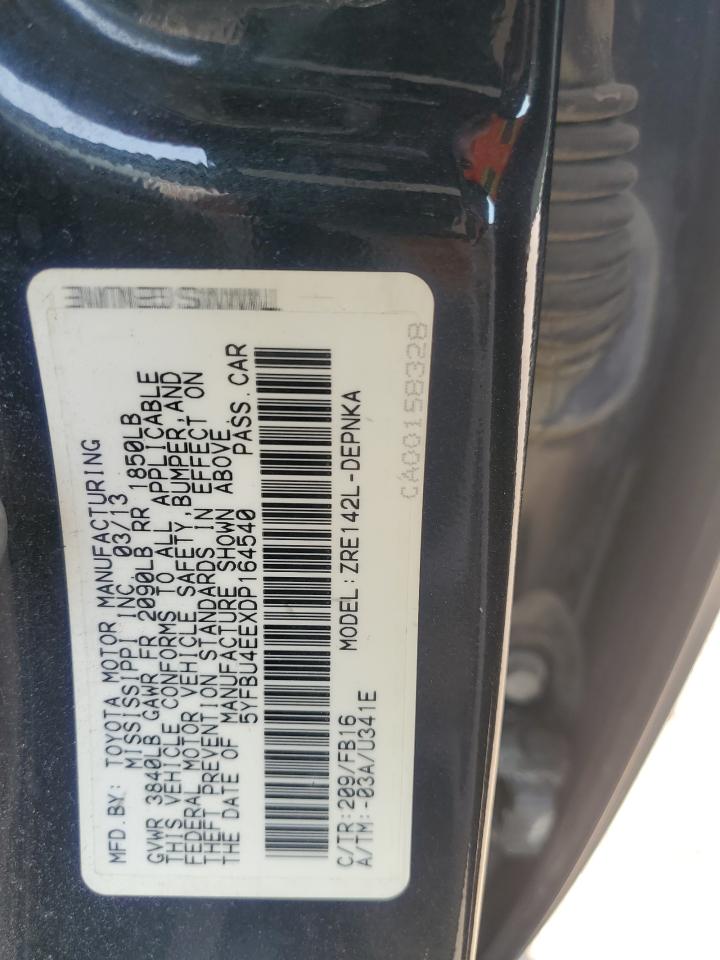 MFD. BY: TOYOTA MOTOR MANUFACTURING
MISSISSIPPI INC. 03/13
GVWR 3840LB GAWR FR 2090LB RR 1850LB
THIS VEHICLE CONFORMS TO ALL APPLICABLE
FEDERAL MOTOR VEHICLE SAFETY,BUMPER,AND
THEFT PREVENTION STANDARDS IN EFFECT ON
THE DATE OF MANUFACTURE SHOWN ABOVE.
5YFBU4EEXDP164540 PASS.CAR
C/TR:209/FB16 MODEL:ZRE142L-DEPNKA
A/TM:-03A/U341E
CA00158328
GENUINE